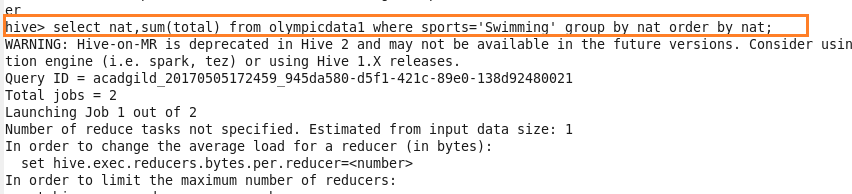 er
hive> select nat,sum(total) from olympicdata1 where sports='Swimming' group by nat order by nat;
WARNING: Hive-on-MR is deprecated in Hive 2 and may not be available in the future versions. Consider usin
tion engine (i.e. spark, tez) or using Hive 1.X releases.
Query ID = acadgild_20170505172459_945da580-d5f1-421c-89e0-138d92480021
Total jobs = 2
Launching Job 1 out of 2
Number of reduce tasks not specified. Estimated from input data size: 1
In order to change the average load for a reducer (in bytes):
  set hive.exec.reducers.bytes.per.reducer=<number>
In order to limit the maximum number of reducers: